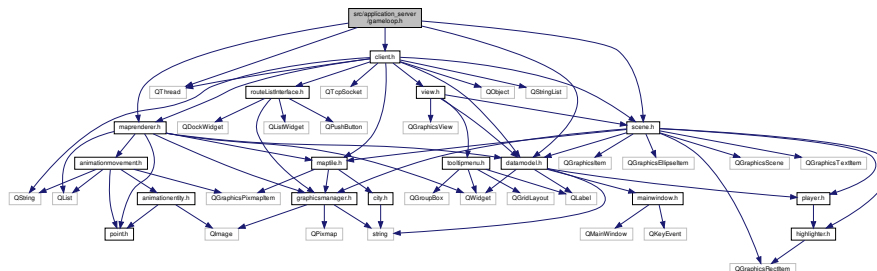 src/application_server
/gameloop.h
client.h
QThread
routeListInterface.h
QTcpSocket
view.h
QObject
QStringList
QDockWidget
QListWidget
QPushButton
QGraphicsView
maprenderer.h
scene.h
animationmovement.h
maptile.h
tooltipmenu.h
datamodel.h
QGraphicsItem
QGraphicsEllipseItem
QGraphicsScene
QGraphicsTextItem
QString
QList
animationentity.h
QGraphicsPixmapItem
graphicsmanager.h
city.h
QGroupBox
QWidget
QGridLayout
QLabel
mainwindow.h
player.h
point.h
QImage
QPixmap
string
QMainWindow
QKeyEvent
highlighter.h
QGraphicsRectItem